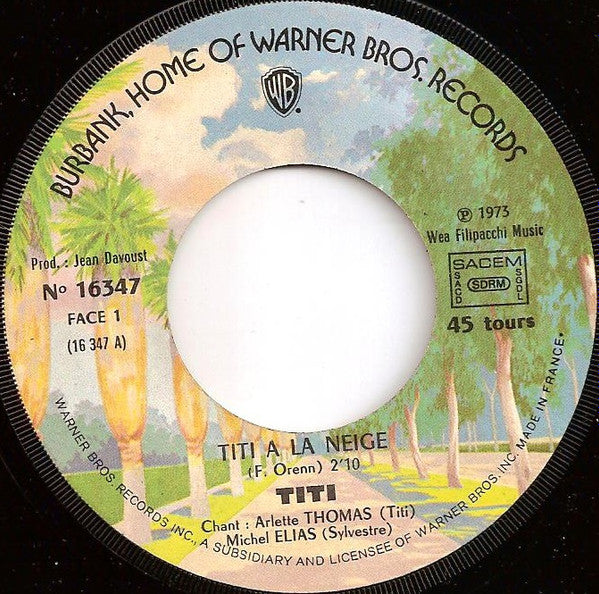 BURBANK, HOME OF WARNER BROS. RECORDS
WB
Prod. : Jean Davoust
No 16347
FACE 1
(16 347 A)
℗ 1973
Wea Filipacchi Music
SACEM
SACD
SDRM
SGDL
45 tours
TITI A LA NEIGE
(F. Orenn) 2'10
TITI
Chant : Arlette THOMAS (Titi)
Michel ELIAS (Sylvestre)
WARNER BROS. RECORDS INC., A SUBSIDIARY AND LICENSEE OF WARNER BROS. INC. MADE IN FRANCE.